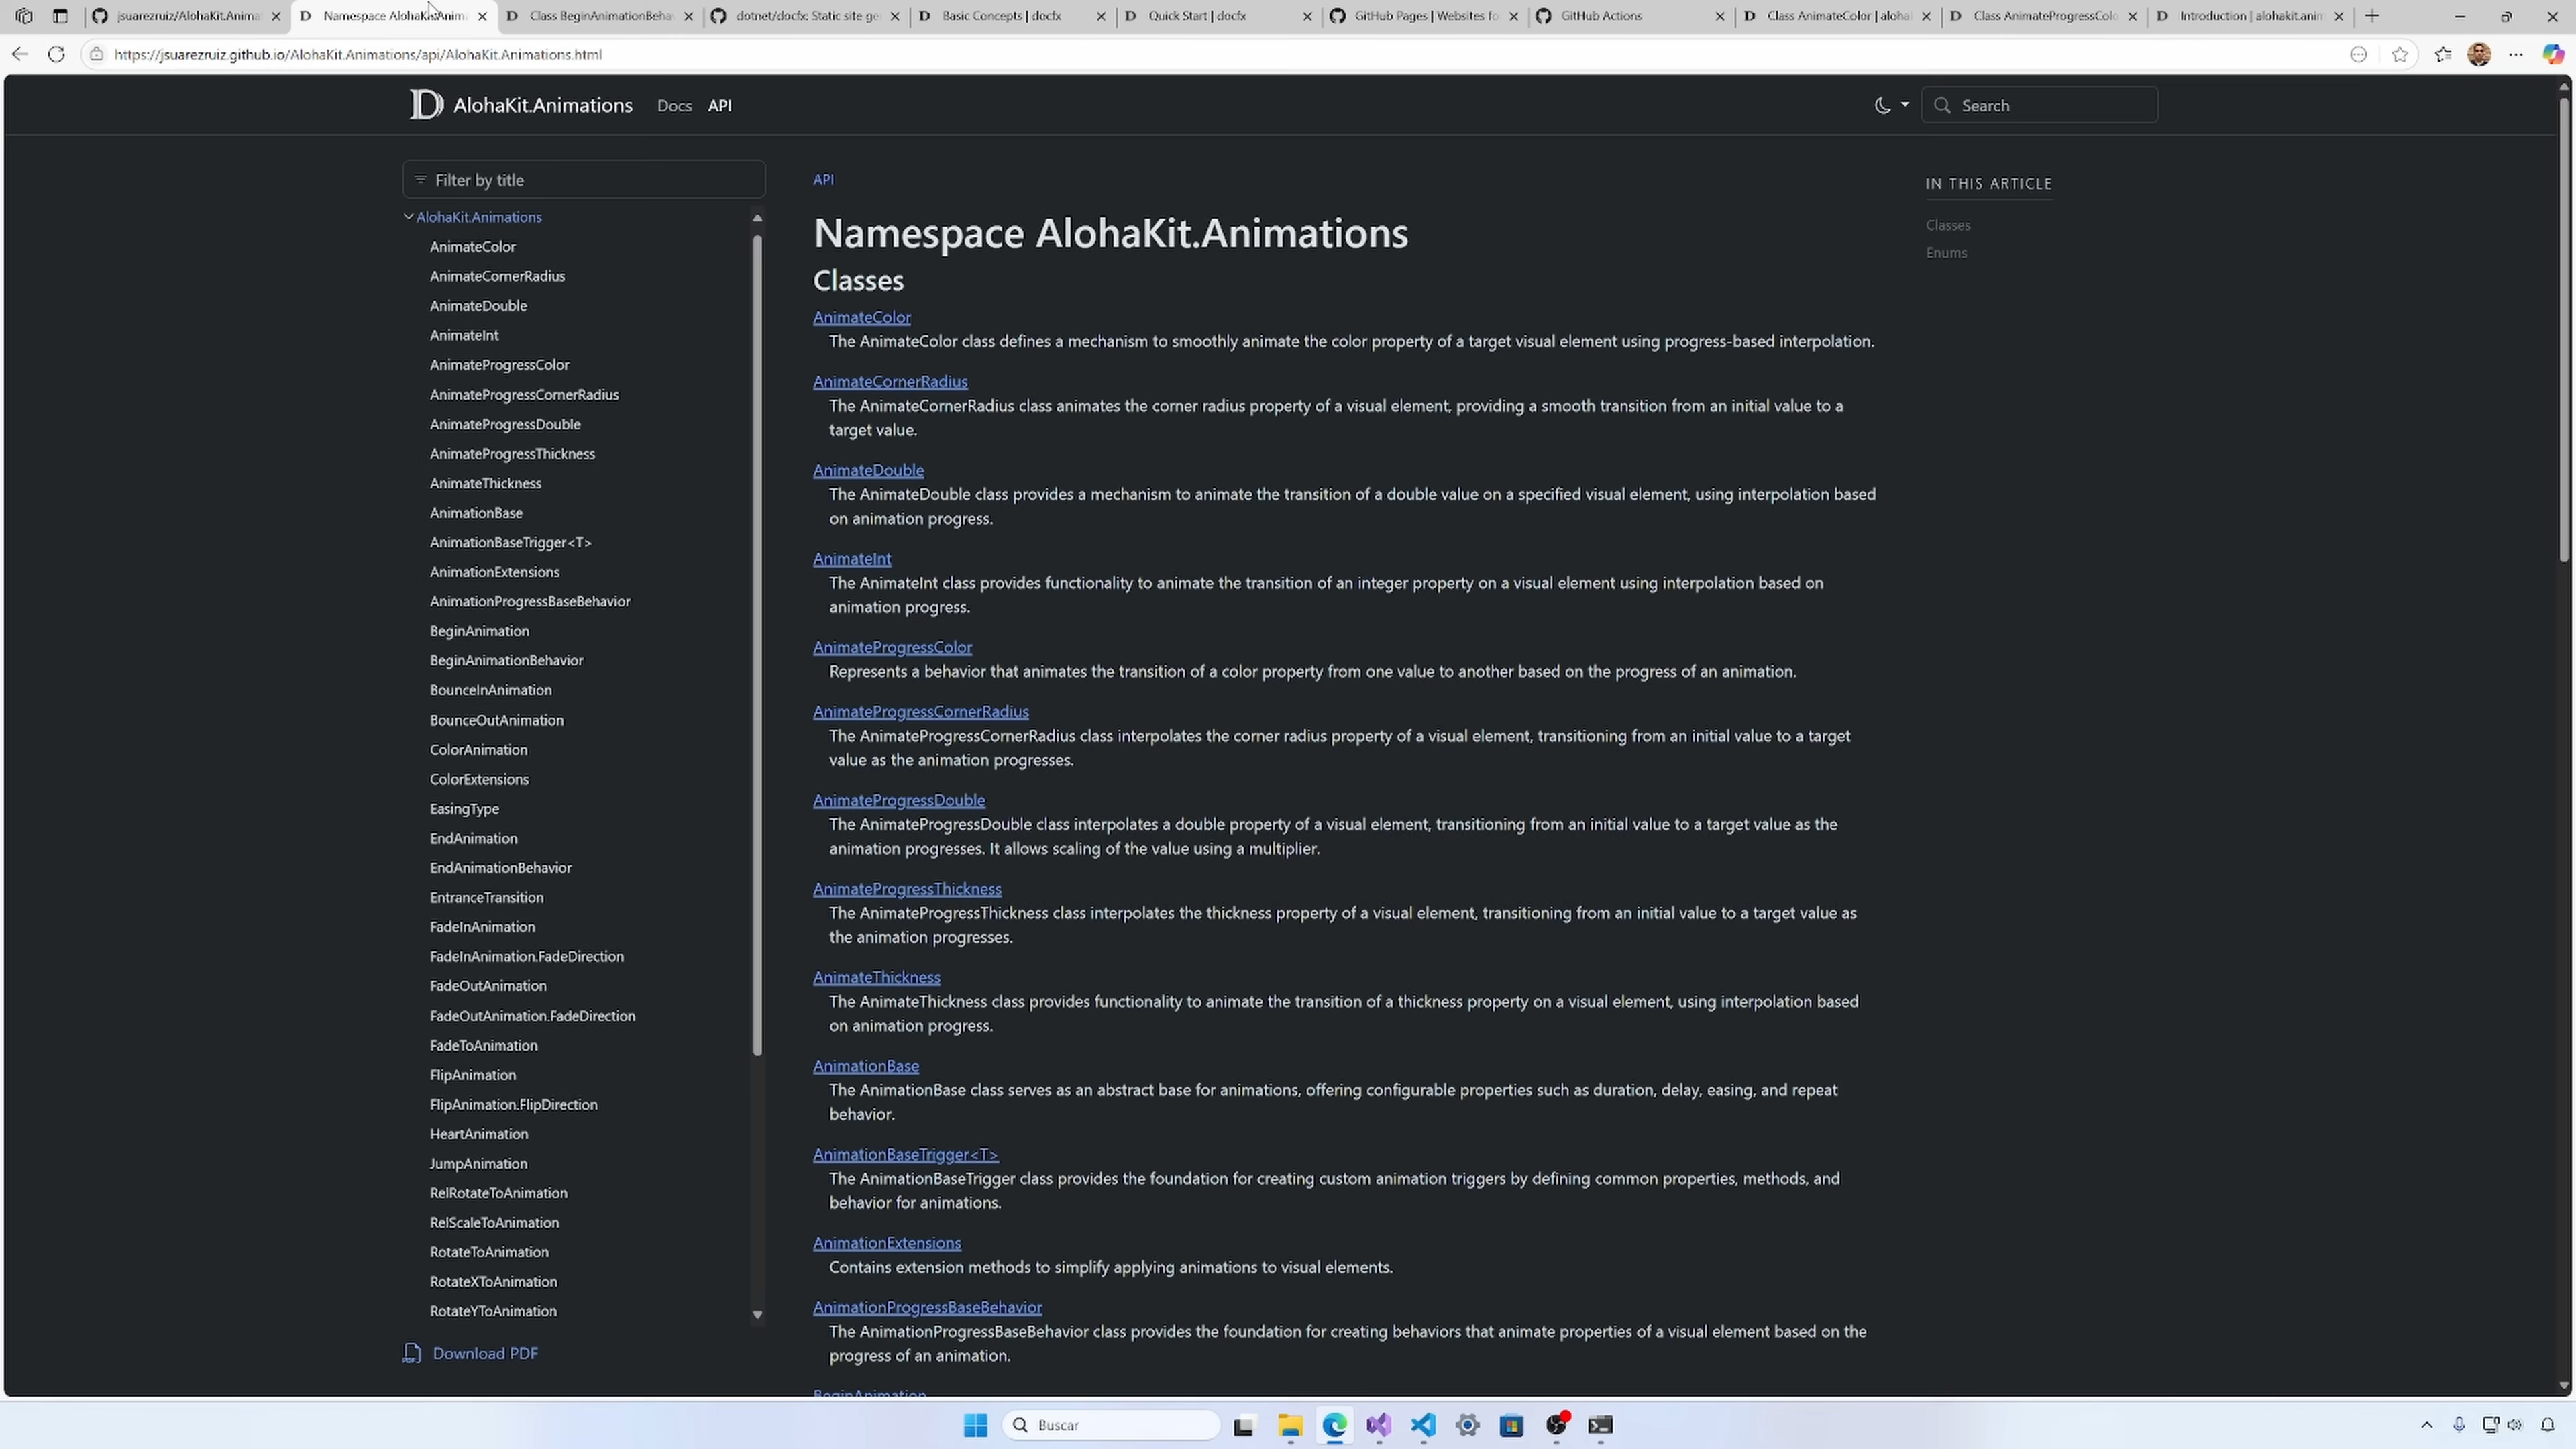 jsuarezruiz/AlohaKit.Anima
Namespace AlohaKit.Anima
Class BeginAnimationBehav
dotnet/docfx: Static site ge
Basic Concepts | docfx
Quick Start | docfx
GitHub Pages | Websites fo
GitHub Actions
Class AnimateColor | aloha
Class AnimateProgressColo
Introduction | alohakit.anim
https://jsuarezruiz.github.io/AlohaKit.Animations/api/AlohaKit.Animations.html
AlohaKit.Animations
Docs
API
Search
Filter by title
AlohaKit.Animations
AnimateColor
AnimateCornerRadius
AnimateDouble
AnimateInt
AnimateProgressColor
AnimateProgressCornerRadius
AnimateProgressDouble
AnimateProgressThickness
AnimateThickness
AnimationBase
AnimationBaseTrigger<T>
AnimationExtensions
AnimationProgressBaseBehavior
BeginAnimation
BeginAnimationBehavior
BounceInAnimation
BounceOutAnimation
ColorAnimation
ColorExtensions
EasingType
EndAnimation
EndAnimationBehavior
EntranceTransition
FadeInAnimation
FadeInAnimation.FadeDirection
FadeOutAnimation
FadeOutAnimation.FadeDirection
FadeToAnimation
FlipAnimation
FlipAnimation.FlipDirection
HeartAnimation
JumpAnimation
RelRotateToAnimation
RelScaleToAnimation
RotateToAnimation
RotateXToAnimation
RotateYToAnimation
Download PDF
API
Namespace AlohaKit.Animations
Classes
AnimateColor
The AnimateColor class defines a mechanism to smoothly animate the color property of a target visual element using progress-based interpolation.
AnimateCornerRadius
The AnimateCornerRadius class animates the corner radius property of a visual element, providing a smooth transition from an initial value to a
target value.
AnimateDouble
The AnimateDouble class provides a mechanism to animate the transition of a double value on a specified visual element, using interpolation based
on animation progress.
AnimateInt
The AnimateInt class provides functionality to animate the transition of an integer property on a visual element using interpolation based on
animation progress.
AnimateProgressColor
Represents a behavior that animates the transition of a color property from one value to another based on the progress of an animation.
AnimateProgressCornerRadius
The AnimateProgressCornerRadius class interpolates the corner radius property of a visual element, transitioning from an initial value to a target
value as the animation progresses.
AnimateProgressDouble
The AnimateProgressDouble class interpolates a double property of a visual element, transitioning from an initial value to a target value as the
animation progresses. It allows scaling of the value using a multiplier.
AnimateProgressThickness
The AnimateProgressThickness class interpolates the thickness property of a visual element, transitioning from an initial value to a target value as
the animation progresses.
AnimateThickness
The AnimateThickness class provides functionality to animate the transition of a thickness property on a visual element, using interpolation based
on animation progress.
AnimationBase
The AnimationBase class serves as an abstract base for animations, offering configurable properties such as duration, delay, easing, and repeat
behavior.
AnimationBaseTrigger<T>
The AnimationBaseTrigger class provides the foundation for creating custom animation triggers by defining common properties, methods, and
behavior for animations.
AnimationExtensions
Contains extension methods to simplify applying animations to visual elements.
AnimationProgressBaseBehavior
The AnimationProgressBaseBehavior class provides the foundation for creating behaviors that animate properties of a visual element based on the
progress of an animation.
BeginAnimation
IN THIS ARTICLE
Classes
Enums
Buscar